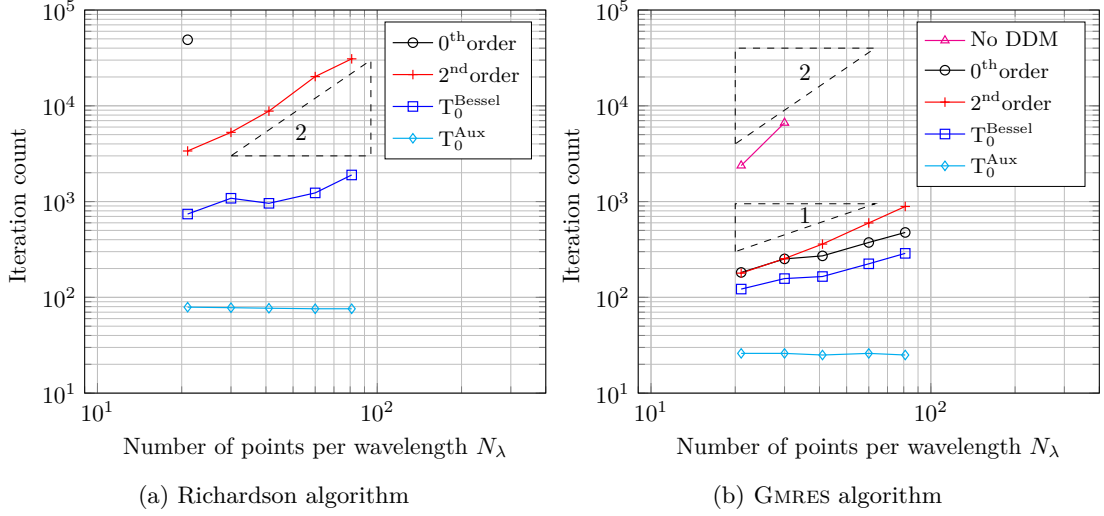 10^5
10^4
10^3
10^2
10^1
Iteration count
0^th order
2^nd order
T_0^Bessel
T_0^Aux
2
10^1
10^2
Number of points per wavelength N_λ
(a) Richardson algorithm
10^5
10^4
10^3
10^2
10^1
Iteration count
No DDM
0^th order
2^nd order
T_0^Bessel
T_0^Aux
2
1
10^1
10^2
Number of points per wavelength N_λ
(b) GMRES algorithm